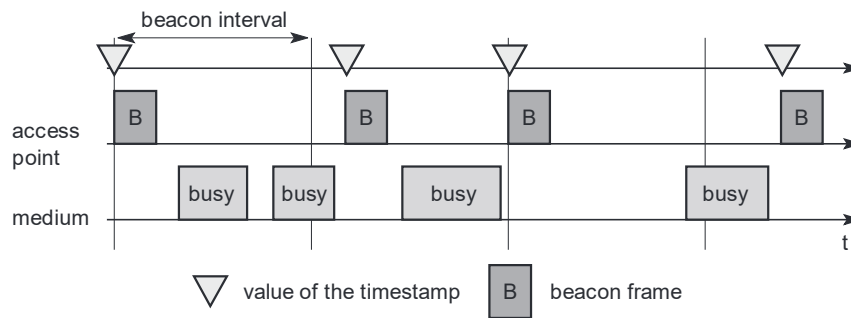 beacon interval
B B B B
access
point
busy busy busy busy
medium
t
value of the timestamp B beacon frame